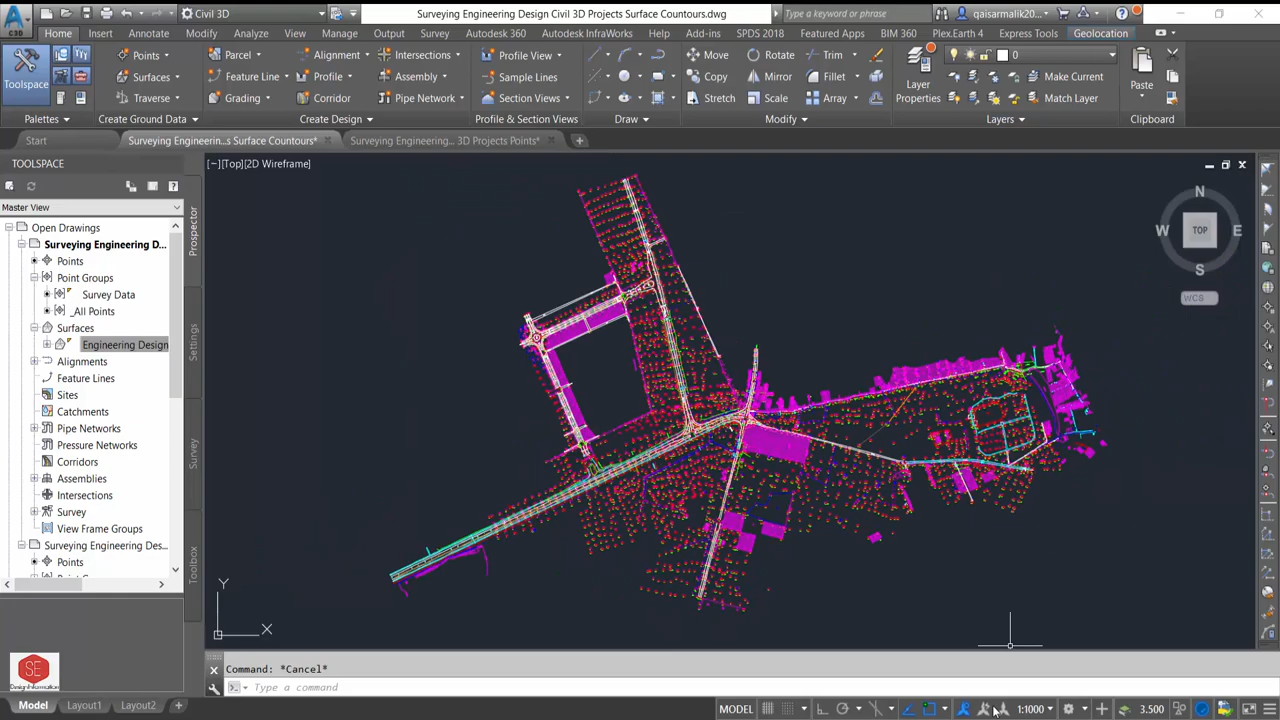 A
C3D
Civil 3D
Surveying Engineering Design Civil 3D Projects Surface Countours.dwg
Type a keyword or phrase
qaisarmalik20...
Home Insert Annotate Modify Analyze View Manage Output Survey Autodesk 360 Autodesk InfraWorks Help Add-ins SPDS 2018 Featured Apps BIM 360 Plex.Earth 4 Express Tools Geolocation
Toolspace
Points
Surfaces
Traverse
Parcel
Feature Line
Grading
Alignment
Profile
Corridor
Intersections
Assembly
Pipe Network
Profile View
Sample Lines
Section Views
Move
Copy
Stretch
Rotate
Mirror
Scale
Trim
Fillet
Array
Layer
Properties
0
Make Current
Match Layer
Paste
Palettes
Create Ground Data
Create Design
Profile & Section Views
Draw
Modify
Layers
Clipboard
Start
Surveying Engineerin...s Surface Countours*
Surveying Engineering... 3D Projects Points*
TOOLSPACE
Master View
Open Drawings
Surveying Engineering D...
Points
Point Groups
Survey Data
_All Points
Surfaces
Engineering Design
Alignments
Feature Lines
Sites
Catchments
Pipe Networks
Pressure Networks
Corridors
Assemblies
Intersections
Survey
View Frame Groups
Surveying Engineering Des...
Points
Prospector
Settings
Survey
Toolbox
[−][Top][2D Wireframe]
N
W TOP E
S
WCS
Y
X
Command: *Cancel*
Type a command
SE
Design Information
Model Layout1 Layout2 +
MODEL
1:1000
3.500